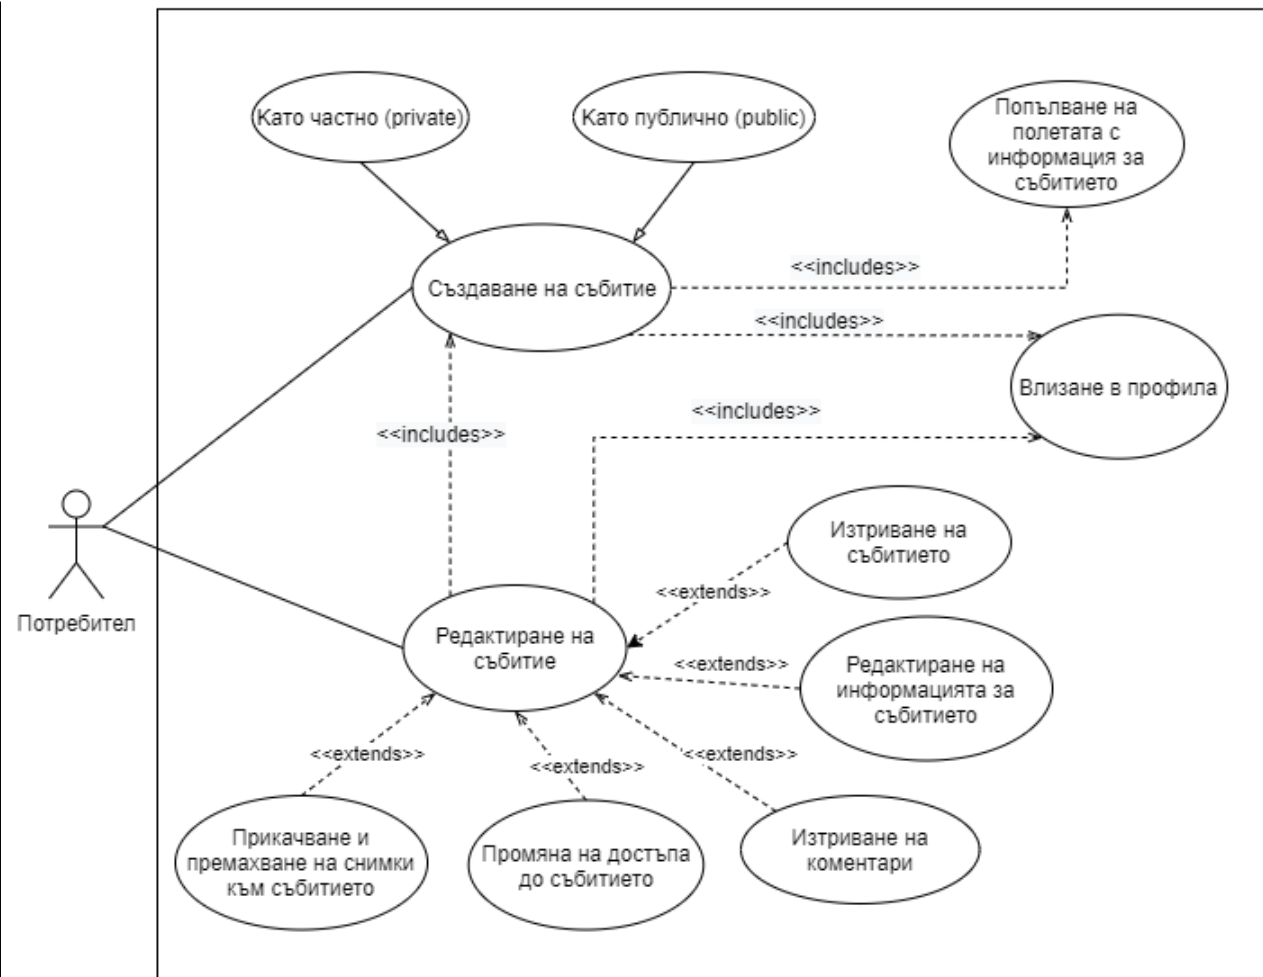 Като частно (private)
Като публично (public)
Попълване на
полетата с
информация за
събитието
Създаване на събитие
<<includes>>
<<includes>>
Влизане в профила
<<includes>>
<<includes>>
Потребител
Редактиране на
събитие
Изтриване на
събитието
<<extends>>
<<extends>>
Редактиране на
информацията за
събитието
<<extends>>
<<extends>>
<<extends>>
Прикачване и
премахване на снимки
към събитието
Промяна на достъпа
до събитието
Изтриване на
коментари